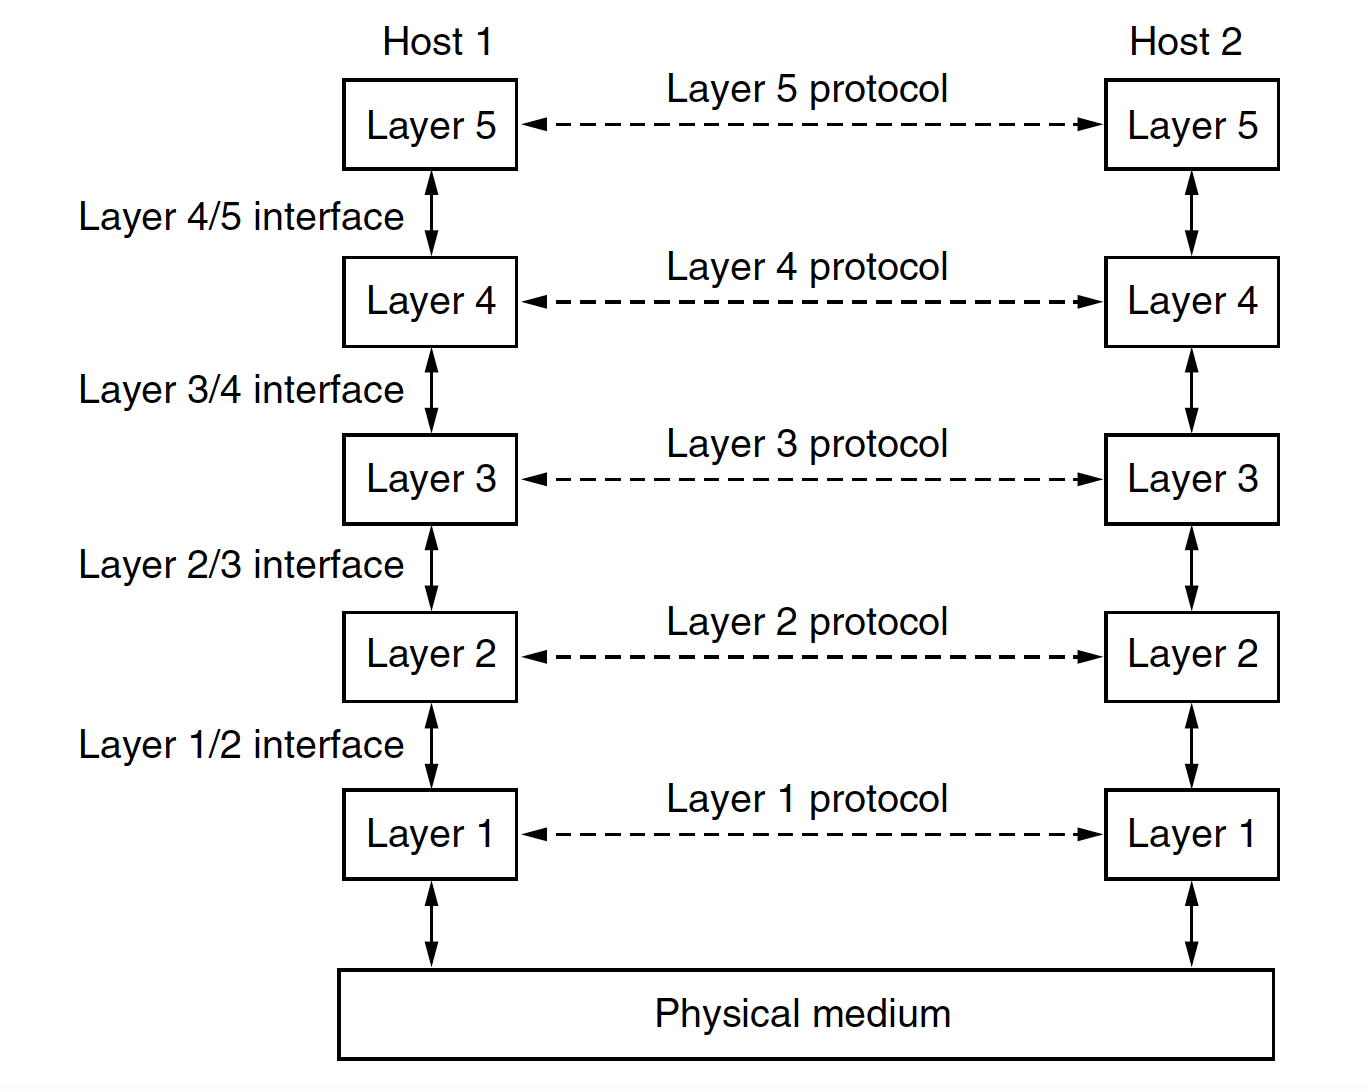 Host 1
Host 2
Layer 5 protocol
Layer 5
Layer 5
Layer 4/5 interface
Layer 4 protocol
Layer 4
Layer 4
Layer 3/4 interface
Layer 3 protocol
Layer 3
Layer 3
Layer 2/3 interface
Layer 2 protocol
Layer 2
Layer 2
Layer 1/2 interface
Layer 1 protocol
Layer 1
Layer 1
Physical medium